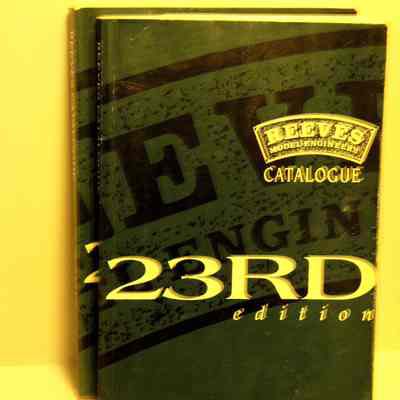 REEVES
MODEL ENGINEERS
CATALOGUE
23RD
edition